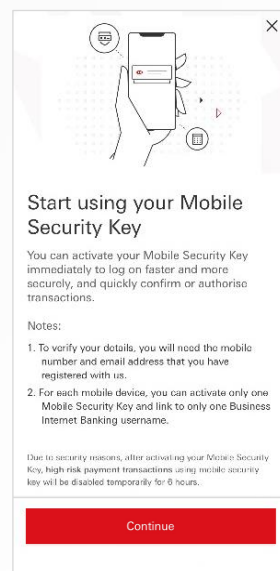 Start using your Mobile
Security Key
You can activate your Mobile Security Key
immediately to log on faster and more
securely, and quickly confirm or authorise
transactions.
Notes:
1. To verify your details, you will need the mobile
number and email address that you have
registered with us.
2. For each mobile device, you can activate only one
Mobile Security Key and link to only one Business
Internet Banking username.
Due to security reasons, after activating your Mobile Security
Key, high risk payment transactions using mobile security
key will be disabled temporarily for 6 hours.
Continue